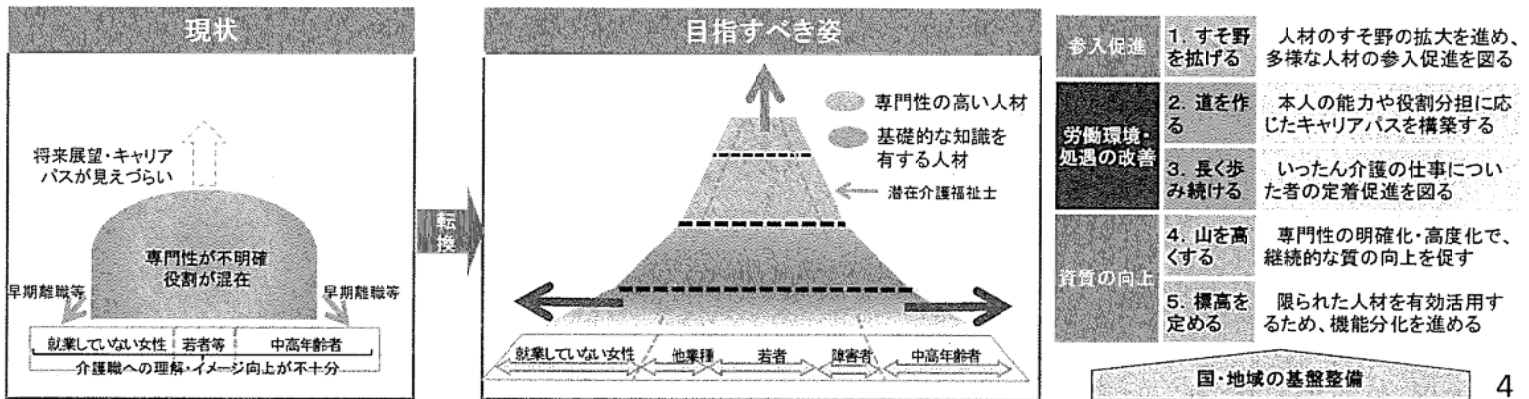 現状
将来展望・キャリア
パスが見えづらい
専門性が不明確
役割が混在
早期離職等
早期離職等
就業していない女性
若者等
中高年齢者
介護職への理解・イメージ向上が不十分
転換
目指すべき姿
専門性の高い人材
基礎的な知識を
有する人材
潜在介護福祉士
就業していない女性
他業種
若者
障害者
中高年齢者
参入促進
1. すそ野
を拡げる
人材のすそ野の拡大を進め、
多様な人材の参入促進を図る
労働環境・
処遇の改善
2. 道を作
る
本人の能力や役割分担に応
じたキャリアパスを構築する
3. 長く歩
み続ける
いったん介護の仕事につい
た者の定着促進を図る
資質の向上
4. 山を高
くする
専門性の明確化・高度化で、
継続的な質の向上を促す
5. 標高を
定める
限られた人材を有効活用す
るため、機能分化を進める
国・地域の基盤整備
4